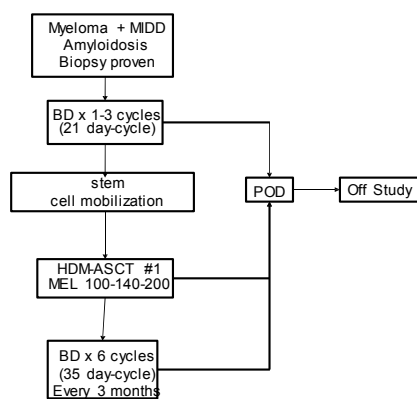 Myeloma + MIDD
Amyloidosis
Biopsy proven
BD x 1-3 cycles
(21 day-cycle)
stem
cell mobilization
POD
Off Study
HDM-ASCT #1
MEL 100-140-200
BD x 6 cycles
(35 day-cycle)
Every 3 months